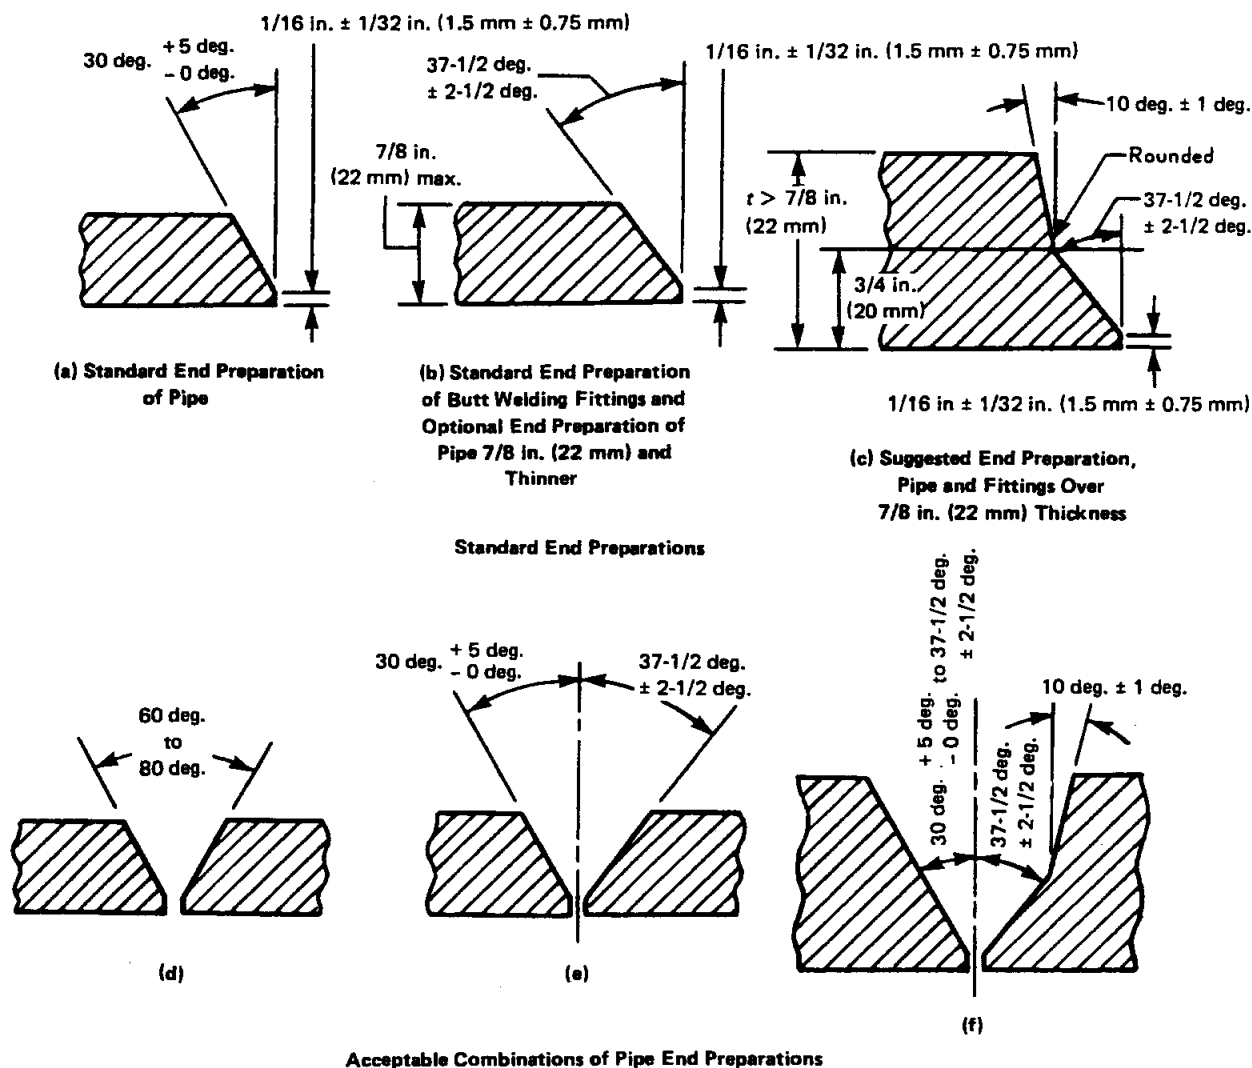 1/16 in. ± 1/32 in. (1.5 mm ± 0.75 mm)
30 deg. + 5 deg.
– 0 deg.
(a) Standard End Preparation
of Pipe
37-1/2 deg.
± 2-1/2 deg.
7/8 in.
(22 mm) max.
(b) Standard End Preparation
of Butt Welding Fittings and
Optional End Preparation of
Pipe 7/8 in. (22 mm) and
Thinner
1/16 in. ± 1/32 in. (1.5 mm ± 0.75 mm)
10 deg. ± 1 deg.
Rounded
37-1/2 deg.
± 2-1/2 deg.
t > 7/8 in.
(22 mm)
3/4 in.
(20 mm)
1/16 in ± 1/32 in. (1.5 mm ± 0.75 mm)
(c) Suggested End Preparation,
Pipe and Fittings Over
7/8 in. (22 mm) Thickness
Standard End Preparations
60 deg.
to
80 deg.
(d)
30 deg. + 5 deg.
– 0 deg.
37-1/2 deg.
± 2-1/2 deg.
(e)
30 deg. + 5 deg. to 37-1/2 deg.
– 0 deg. ± 2-1/2 deg.
37-1/2 deg.
± 2-1/2 deg.
10 deg. ± 1 deg.
(f)
Acceptable Combinations of Pipe End Preparations